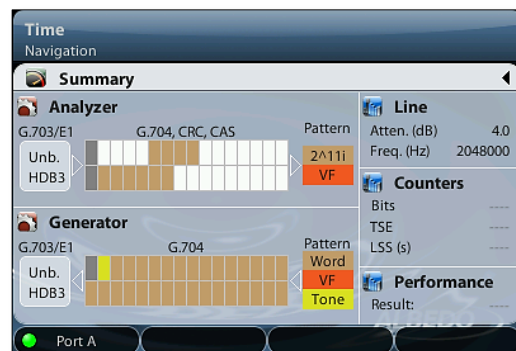 Time
Navigation
Summary
Analyzer
G.703/E1 G.704, CRC, CAS Pattern
Unb.
HDB3
2^11i
VF
Generator
G.703/E1 G.704 Pattern
Unb.
HDB3
Word
VF
Tone
Line
Atten. (dB) 4.0
Freq. (Hz) 2048000
Counters
Bits ----
TSE ----
LSS (s) ----
Performance
Result: ----
ALBEDO
Port A